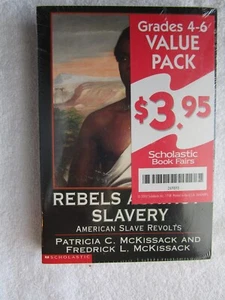 Grades 4-6
VALUE
PACK
$3.95
Scholastic
Book Fairs
REBELS A
SLAVERY
AMERICAN SLAVE REVOLTS
PATRICIA C. MCKISSACK AND
FREDRICK L. MCKISSACK
SCHOLASTIC